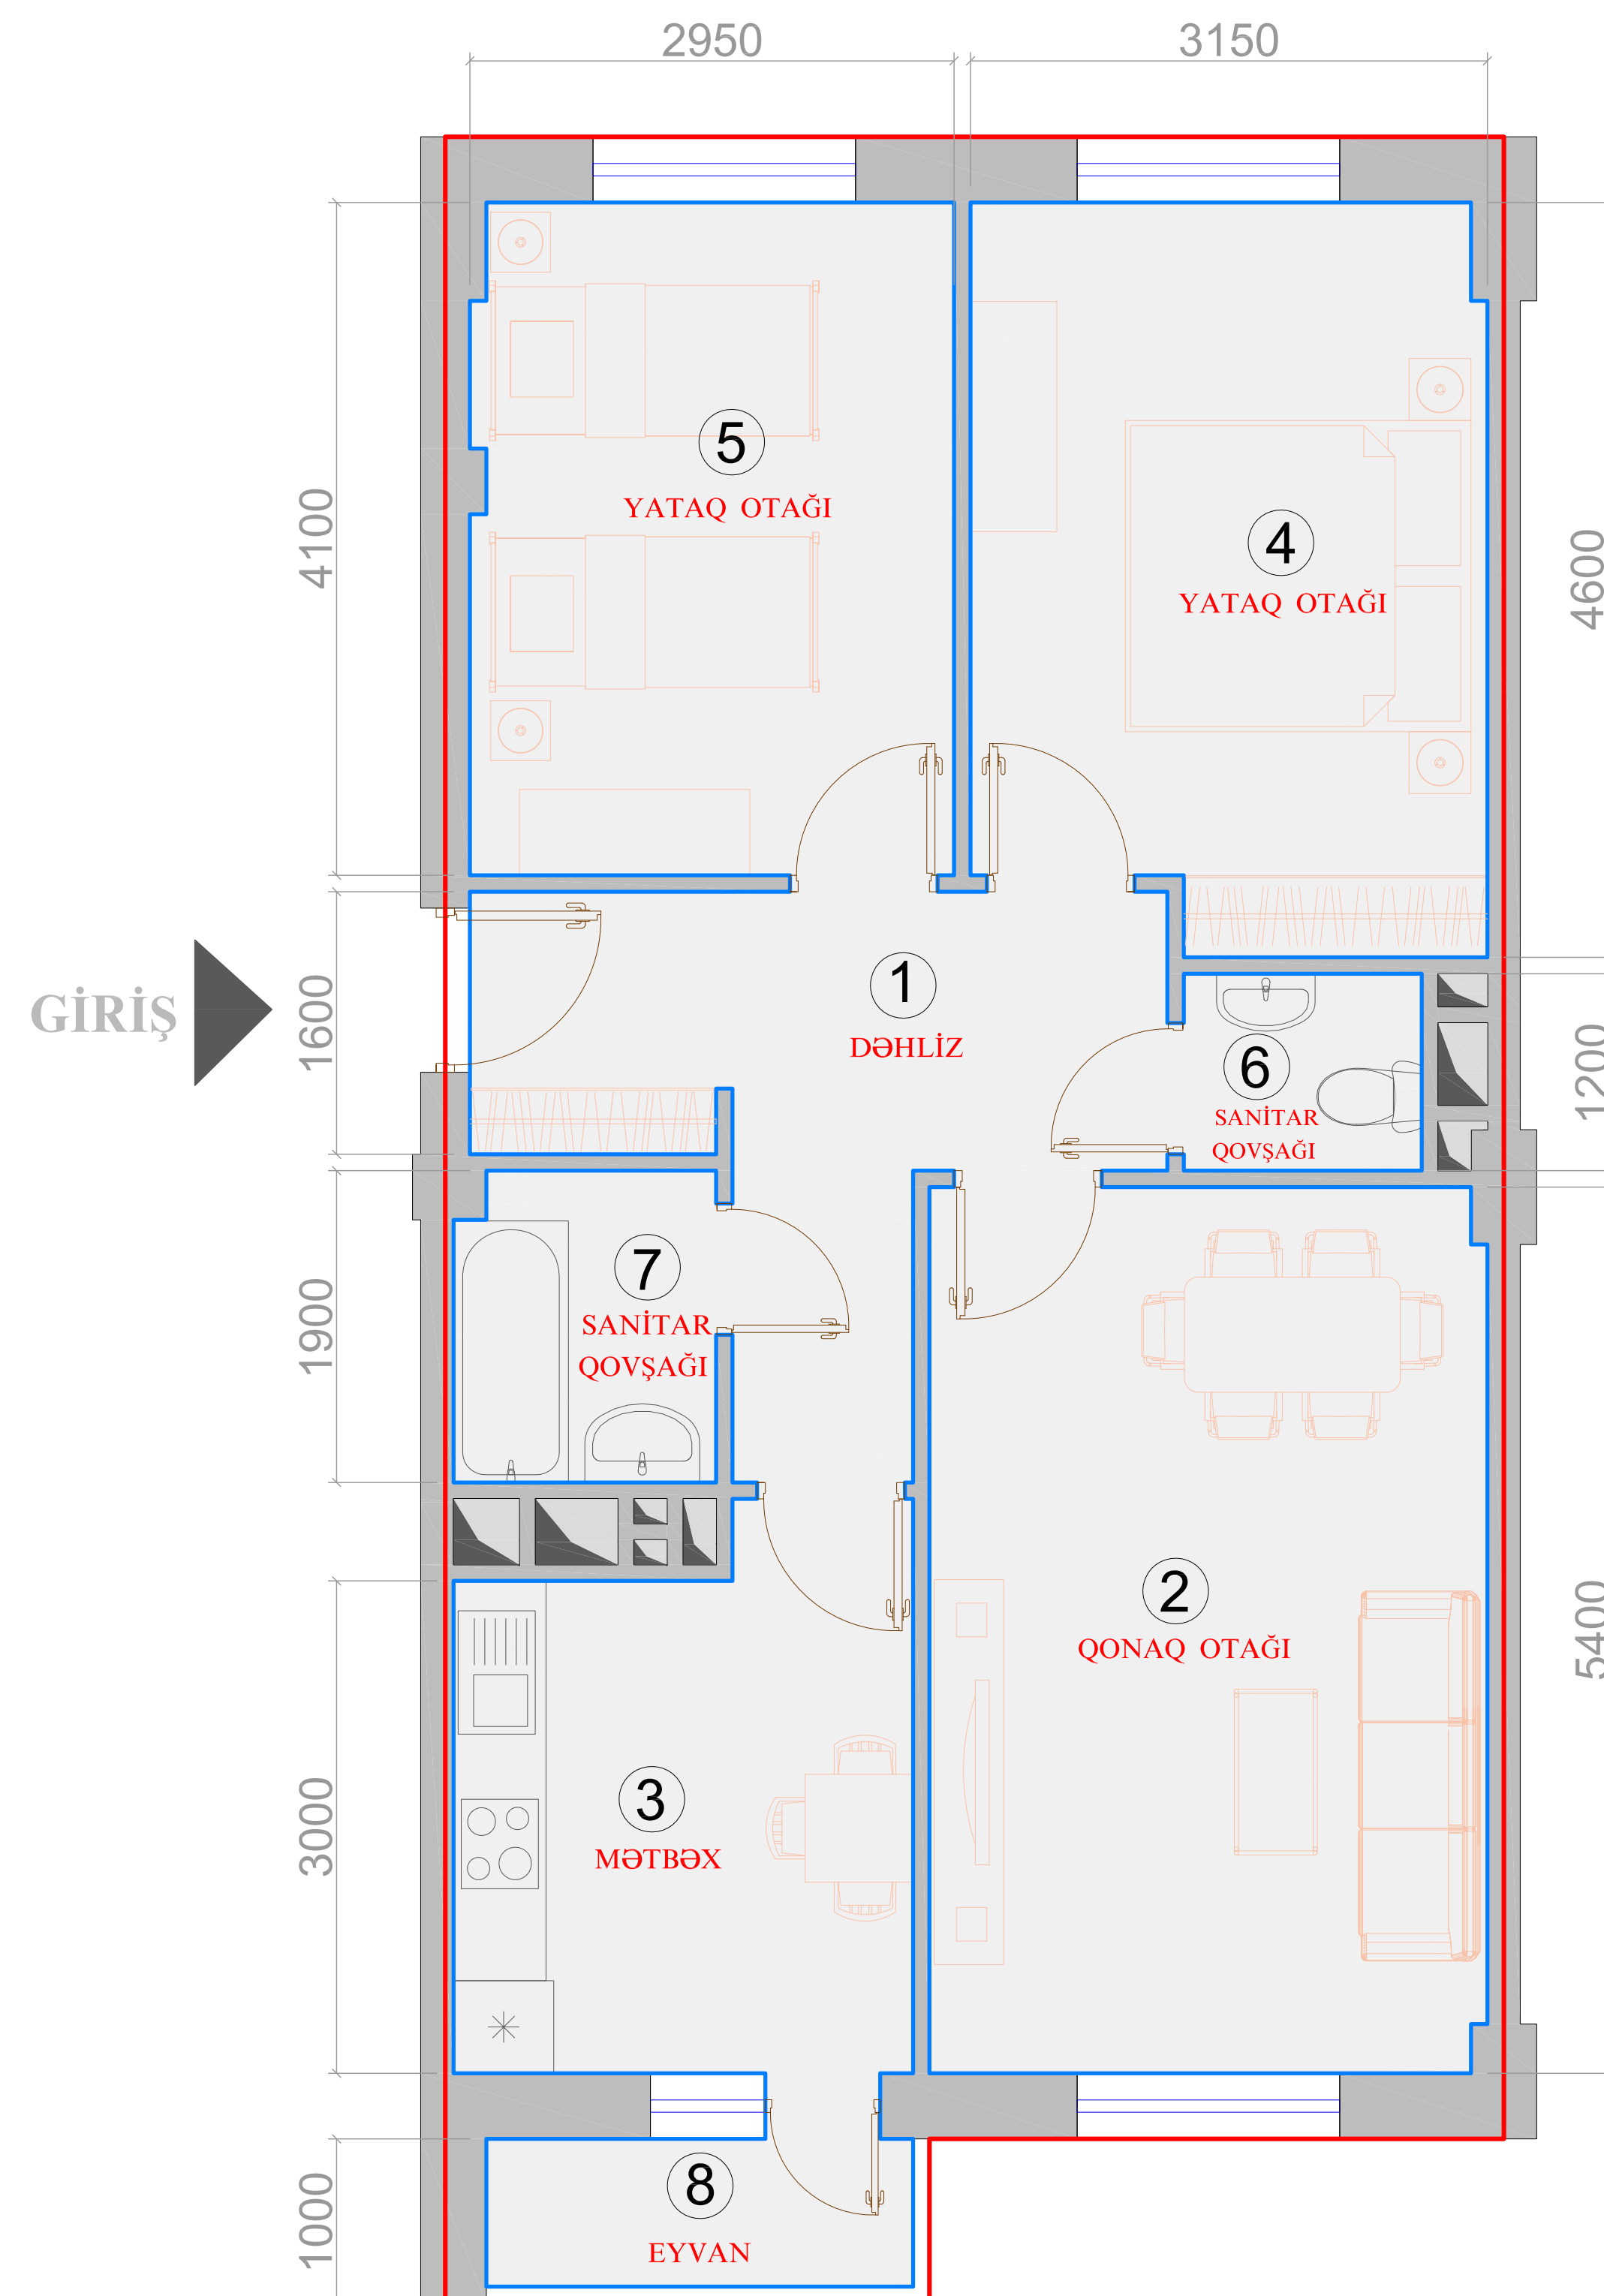 2950
3150
5
YATAQ OTAĞI
4
YATAQ OTAĞI
4100
4600
GİRİŞ
1600
1
DƏHLİZ
6
SANİTAR
QOVŞAĞI
1200
7
SANİTAR
QOVŞAĞI
1900
2
QONAQ OTAĞI
5400
3
MƏTBƏX
3000
8
EYVAN
1000